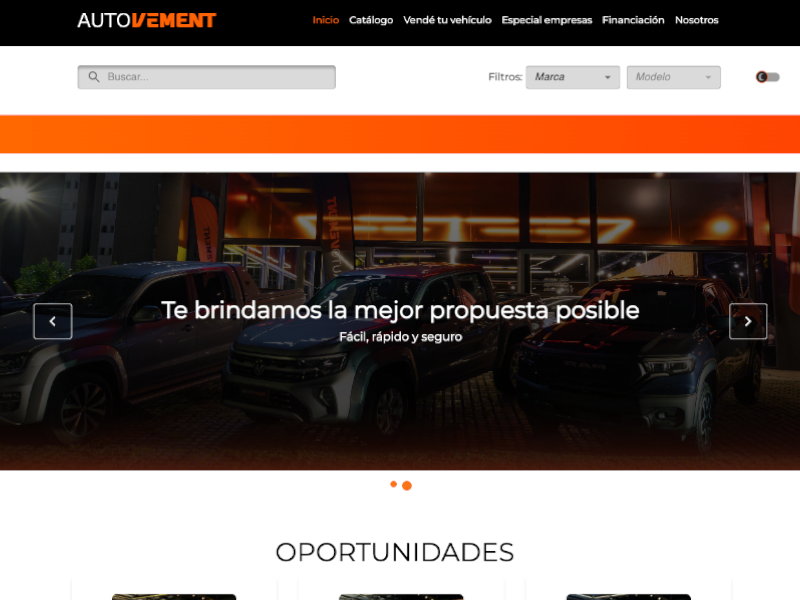 AUTOVEMENT
Inicio Catálogo Vendé tu vehículo Especial empresas Financiación Nosotros
Buscar...
Filtros: Marca Modelo
Te brindamos la mejor propuesta posible
Fácil, rápido y seguro
OPORTUNIDADES